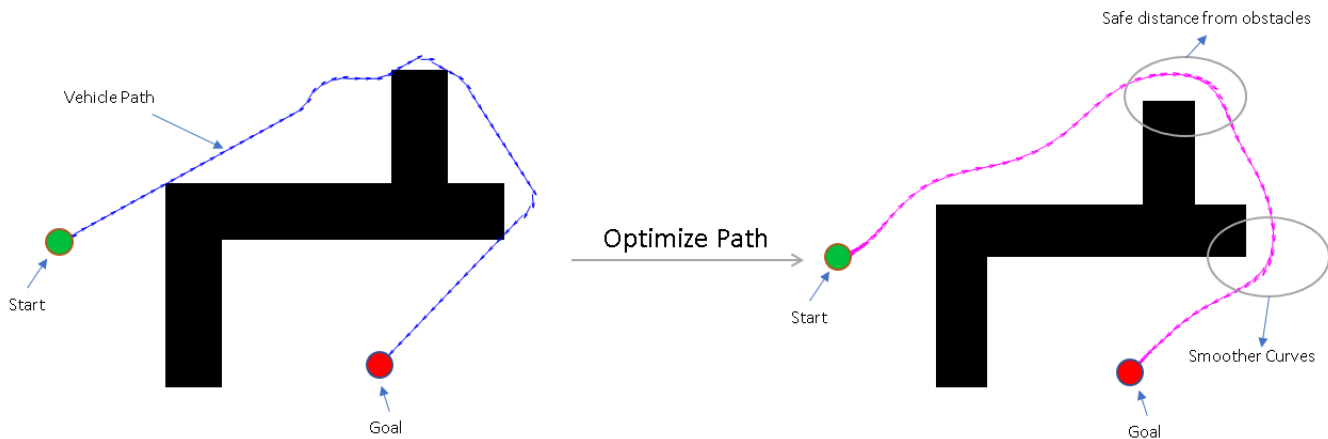 Safe distance from obstacles
Vehicle Path
Optimize Path
Start
Start
Smoother Curves
Goal
Goal